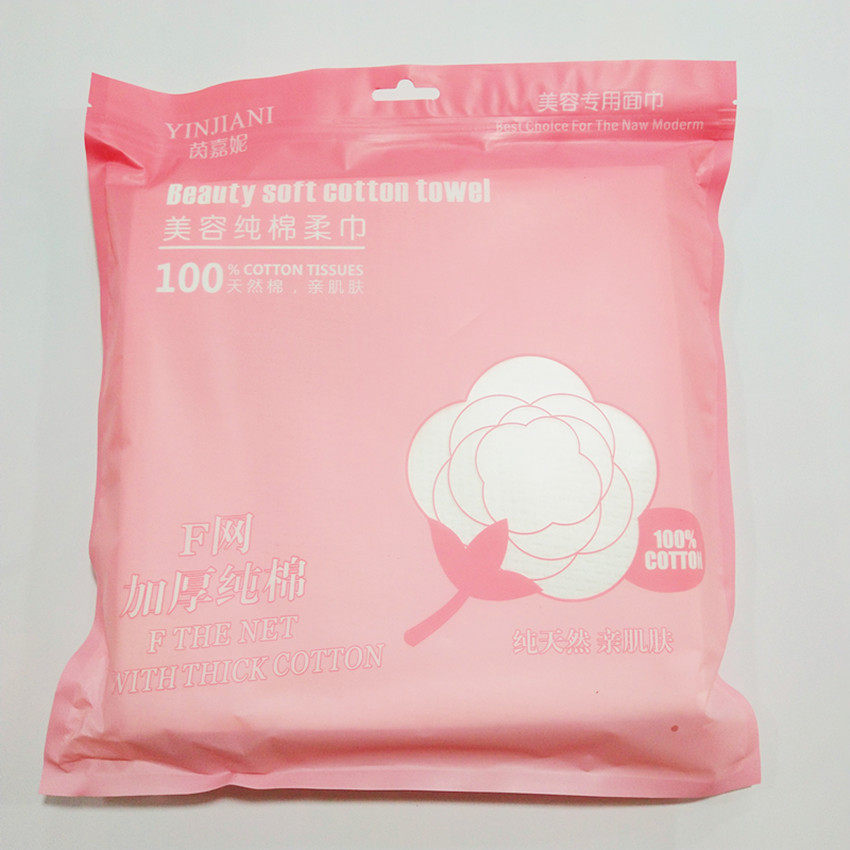 YINJIANI
茵嘉妮
美容专用面巾
Best Choice For The Naw Moderm
Beauty soft cotton towel
美容纯棉柔巾
100% COTTON TISSUES
天然棉，亲肌肤
100%
COTTON
F网
加厚纯棉
F THE NET
WITH THICK COTTON
纯天然 亲肌肤